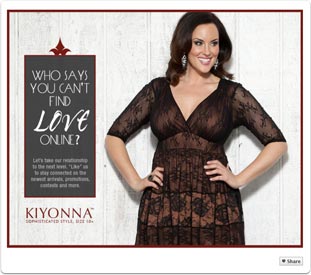 WHO SAYS
YOU CAN'T
FIND
LOVE
ONLINE?
Let's take our relationship
to the next level. "Like" us
to stay connected on the
newest arrivals, promotions,
contests and more.
KIYONNA™
SOPHISTICATED STYLE, SIZE 10+
Share